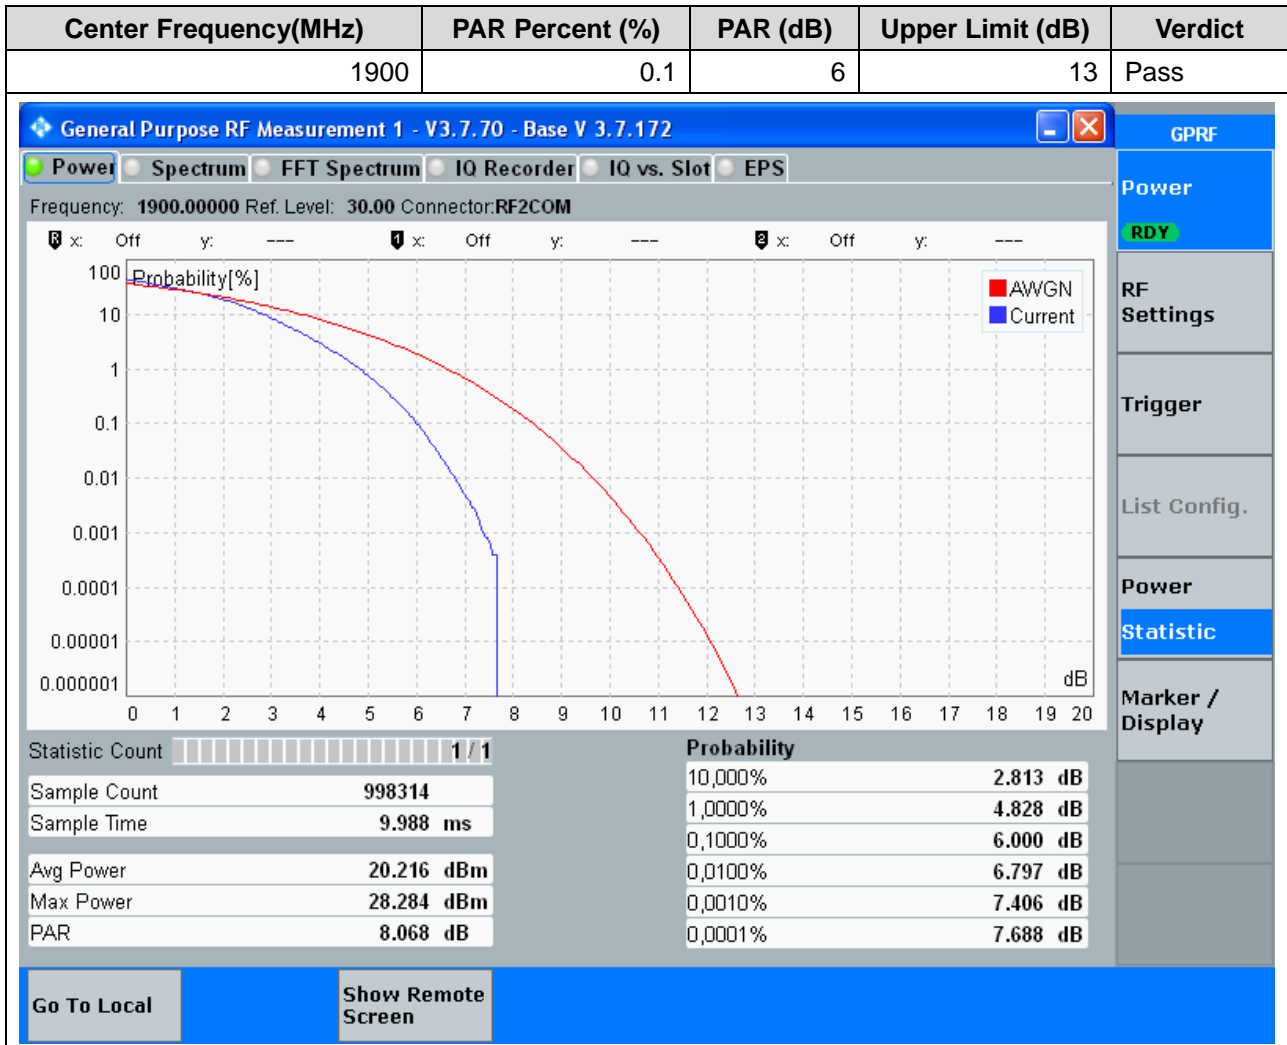 Center Frequency(MHz) PAR Percent (%) PAR (dB) Upper Limit (dB) Verdict
1900 0.1 6 13 Pass
General Purpose RF Measurement 1 - V3.7.70 - Base V 3.7.172
GPRF
Power Spectrum FFT Spectrum IQ Recorder IQ vs. Slot EPS
Power
RDY
Frequency: 1900.00000 Ref. Level: 30.00 Connector:RF2COM
R x: Off y: --- 1 x: Off y: --- 2 x: Off y: ---
Probability[%]
AWGN
Current
100
10
1
0.1
0.01
0.001
0.0001
0.00001
0.000001
dB
0 1 2 3 4 5 6 7 8 9 10 11 12 13 14 15 16 17 18 19 20
RF
Settings
Trigger
List Config.
Power
Statistic
Marker /
Display
Statistic Count 1 / 1
Sample Count 998314
Sample Time 9.988 ms
Avg Power 20.216 dBm
Max Power 28.284 dBm
PAR 8.068 dB
Probability
10,000% 2.813 dB
1,0000% 4.828 dB
0,1000% 6.000 dB
0,0100% 6.797 dB
0,0010% 7.406 dB
0,0001% 7.688 dB
Go To Local
Show Remote
Screen